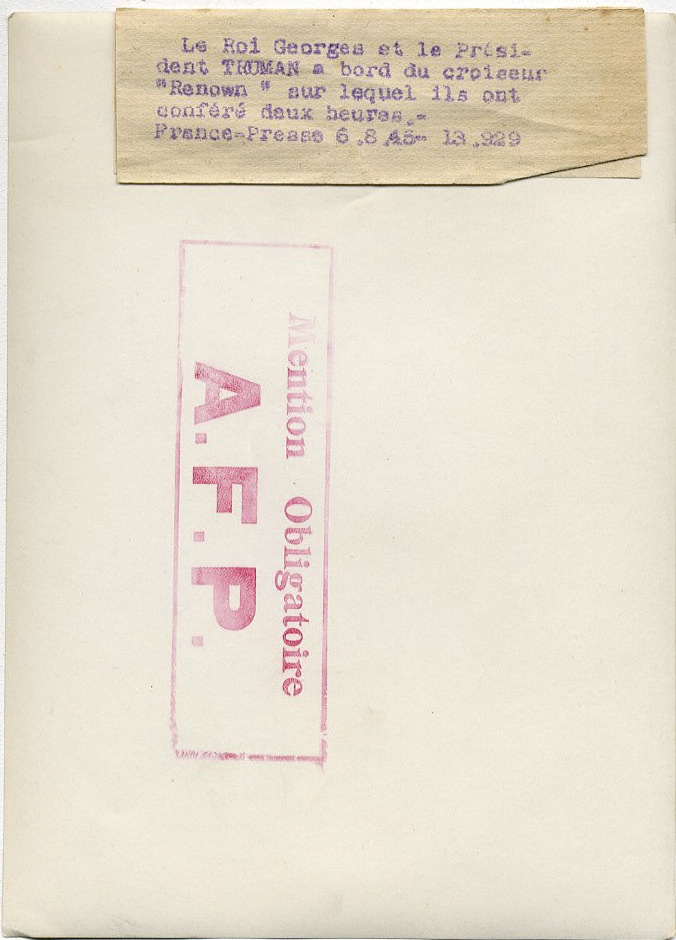 Le Roi Georges et le Prési-
dent TRUMAN a bord du croiseur
"Renown " sur lequel ils ont
conféré deux heures.-
France-Presse 6.8.45- 13.929
Mention Obligatoire
A.F.P.